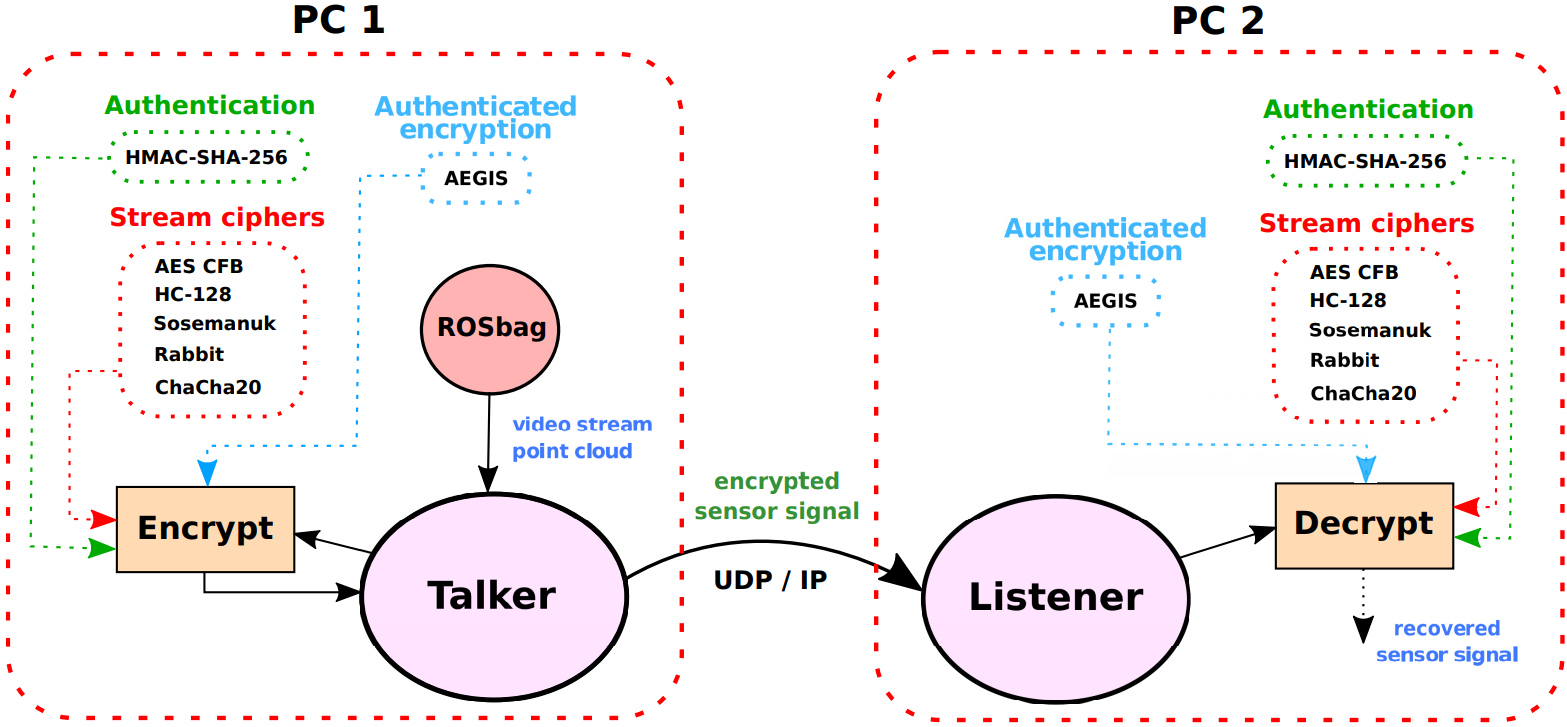 PC 1
Authentication
HMAC-SHA-256
Authenticated
encryption
AEGIS
Stream ciphers
AES CFB
HC-128
Sosemanuk
Rabbit
ChaCha20
ROSbag
video stream
point cloud
Encrypt
Talker
encrypted
sensor signal
UDP / IP
PC 2
Authentication
HMAC-SHA-256
Authenticated
encryption
AEGIS
Stream ciphers
AES CFB
HC-128
Sosemanuk
Rabbit
ChaCha20
Listener
Decrypt
recovered
sensor signal